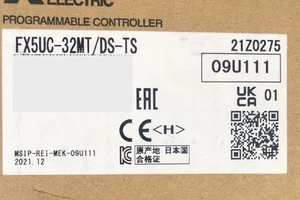 ELECTRIC
PROGRAMMABLE CONTROLLER
FX5UC-32MT/DS-TS 21Z0275
09U111
EAC UK CA 01
CE <H>
MSIP-REI-MEK-09U111
2021.12
原産地 日本国
合格证